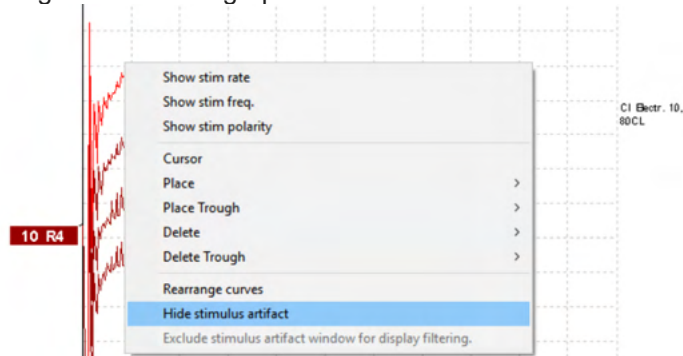 Show stim rate
Show stim freq.
Show stim polarity
CI Electr. 10,
80CL
Cursor
Place
Place Trough
10 R4
Delete
Delete Trough
Rearrange curves
Hide stimulus artifact
Exclude stimulus artifact window for display filtering.